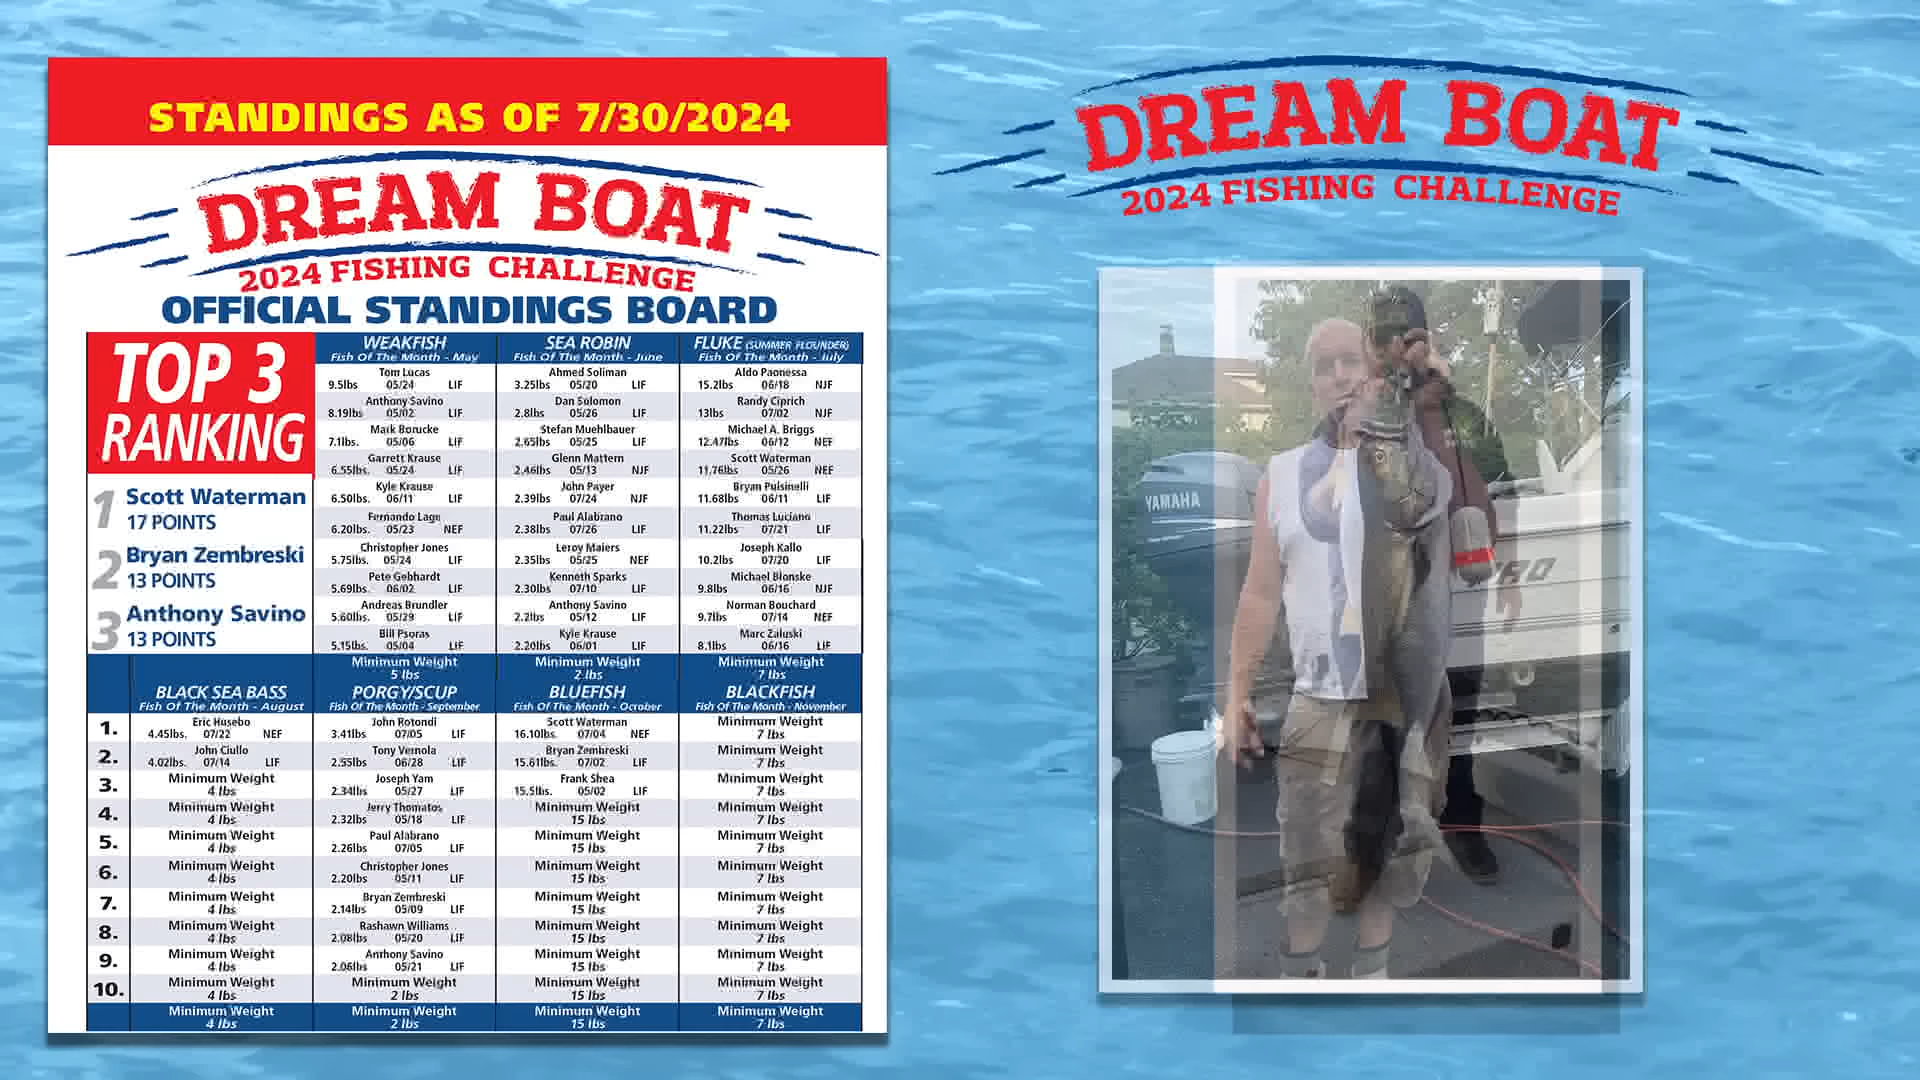 STANDINGS AS OF 7/30/2024
DREAM BOAT
2024 FISHING CHALLENGE
OFFICIAL STANDINGS BOARD
TOP 3
RANKING
1 Scott Waterman
17 POINTS
2 Bryan Zembreski
13 POINTS
3 Anthony Savino
13 POINTS
WEAKFISH
Fish Of The Month - May
Tom Lucas
9.5lbs 05/24 LIF
Anthony Savino
8.19lbs 05/02 LIF
Mark Borucke
7.1lbs. 05/06 LIF
Garrett Krause
6.55lbs. 05/24 LIF
Kyle Krause
6.50lbs. 06/11 LIF
Fernando Lage
6.20lbs. 05/23 NEF
Christopher Jones
5.75lbs. 05/24 LIF
Pete Gebhardt
5.69lbs. 06/02 LIF
Andreas Brundler
5.60lbs. 05/29 LIF
Bill Psoras
5.15lbs. 05/04 LIF
Minimum Weight
5 lbs
SEA ROBIN
Fish Of The Month - June
Ahmed Soliman
3.25lbs 05/20 LIF
Dan Solomon
2.8lbs 05/26 LIF
Stefan Muehlbauer
2.65lbs 05/25 LIF
Glenn Mattern
2.46lbs 05/13 NJF
John Payer
2.39lbs 07/24 NJF
Paul Alabrano
2.38lbs 07/26 LIF
Leroy Maiers
2.35lbs 05/25 NEF
Kenneth Sparks
2.30lbs 07/10 LIF
Anthony Savino
2.2lbs 05/12 LIF
Kyle Krause
2.20lbs 06/01 LIF
Minimum Weight
2 lbs
FLUKE (SUMMER FLOUNDER)
Fish Of The Month - July
Aldo Paonessa
15.2lbs 06/18 NJF
Randy Ciprich
13lbs 07/02 NJF
Michael A. Briggs
12.47lbs 06/12 NEF
Scott Waterman
11.76lbs 05/26 NEF
Bryan Pulsinelli
11.68lbs 06/11 LIF
Thomas Luciano
11.22lbs 07/21 LIF
Joseph Kallo
10.2lbs 07/20 LIF
Michael Blonske
9.8lbs 06/16 NJF
Norman Bouchard
9.7lbs 07/14 NEF
Marc Zaluski
8.1lbs 06/16 LIF
Minimum Weight
7 lbs
1.
2.
3.
4.
5.
6.
7.
8.
9.
10.
BLACK SEA BASS
Fish Of The Month - August
Eric Husebo
4.45lbs. 07/22 NEF
John Ciullo
4.02lbs. 07/14 LIF
Minimum Weight
4 lbs
Minimum Weight
4 lbs
Minimum Weight
4 lbs
Minimum Weight
4 lbs
Minimum Weight
4 lbs
Minimum Weight
4 lbs
Minimum Weight
4 lbs
Minimum Weight
4 lbs
Minimum Weight
4 lbs
PORGY/SCUP
Fish Of The Month - September
John Rotondi
3.41lbs 07/05 LIF
Tony Vernola
2.55lbs 06/28 LIF
Joseph Yam
2.34lbs 05/27 LIF
Jerry Thomatos
2.32lbs 05/18 LIF
Paul Alabrano
2.26lbs 07/05 LIF
Christopher Jones
2.20lbs 05/11 LIF
Bryan Zembreski
2.14lbs 05/09 LIF
Rashawn Williams
2.08lbs 05/20 LIF
Anthony Savino
2.06lbs 05/21 LIF
Minimum Weight
2 lbs
Minimum Weight
2 lbs
BLUEFISH
Fish Of The Month - October
Scott Waterman
16.10lbs. 07/04 NEF
Bryan Zembreski
15.61lbs. 07/02 LIF
Frank Shea
15.5lbs. 05/02 LIF
Minimum Weight
15 lbs
Minimum Weight
15 lbs
Minimum Weight
15 lbs
Minimum Weight
15 lbs
Minimum Weight
15 lbs
Minimum Weight
15 lbs
Minimum Weight
15 lbs
Minimum Weight
15 lbs
BLACKFISH
Fish Of The Month - November
Minimum Weight
7 lbs
Minimum Weight
7 lbs
Minimum Weight
7 lbs
Minimum Weight
7 lbs
Minimum Weight
7 lbs
Minimum Weight
7 lbs
Minimum Weight
7 lbs
Minimum Weight
7 lbs
Minimum Weight
7 lbs
Minimum Weight
7 lbs
Minimum Weight
7 lbs
DREAM BOAT
2024 FISHING CHALLENGE
YAMAHA